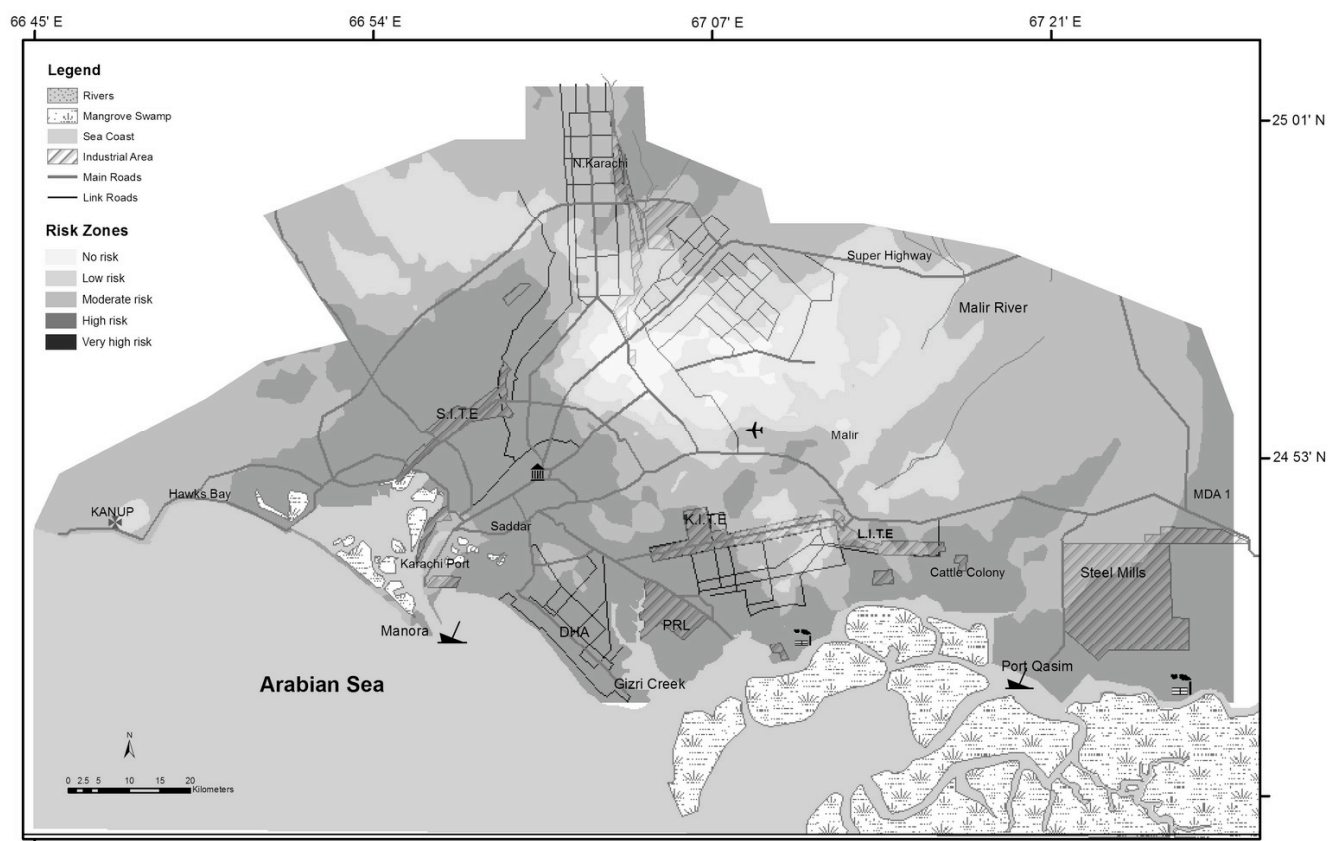 66 45' E
66 54' E
67 07' E
67 21' E
Legend
Rivers
Mangrove Swamp
Sea Coast
Industrial Area
Main Roads
Link Roads
Risk Zones
No risk
Low risk
Moderate risk
High risk
Very high risk
25 01' N
N.Karachi
Super Highway
Malir River
S.I.T.E
Malir
24 53' N
Hawks Bay
KANUP
MDA 1
Saddar
K.I.T.E
L.I.T.E
Karachi Port
Cattle Colony
Steel Mills
Manora
DHA
PRL
Port Qasim
Gizri Creek
Arabian Sea
N
0 2.5 5 10 15 20
Kilometers